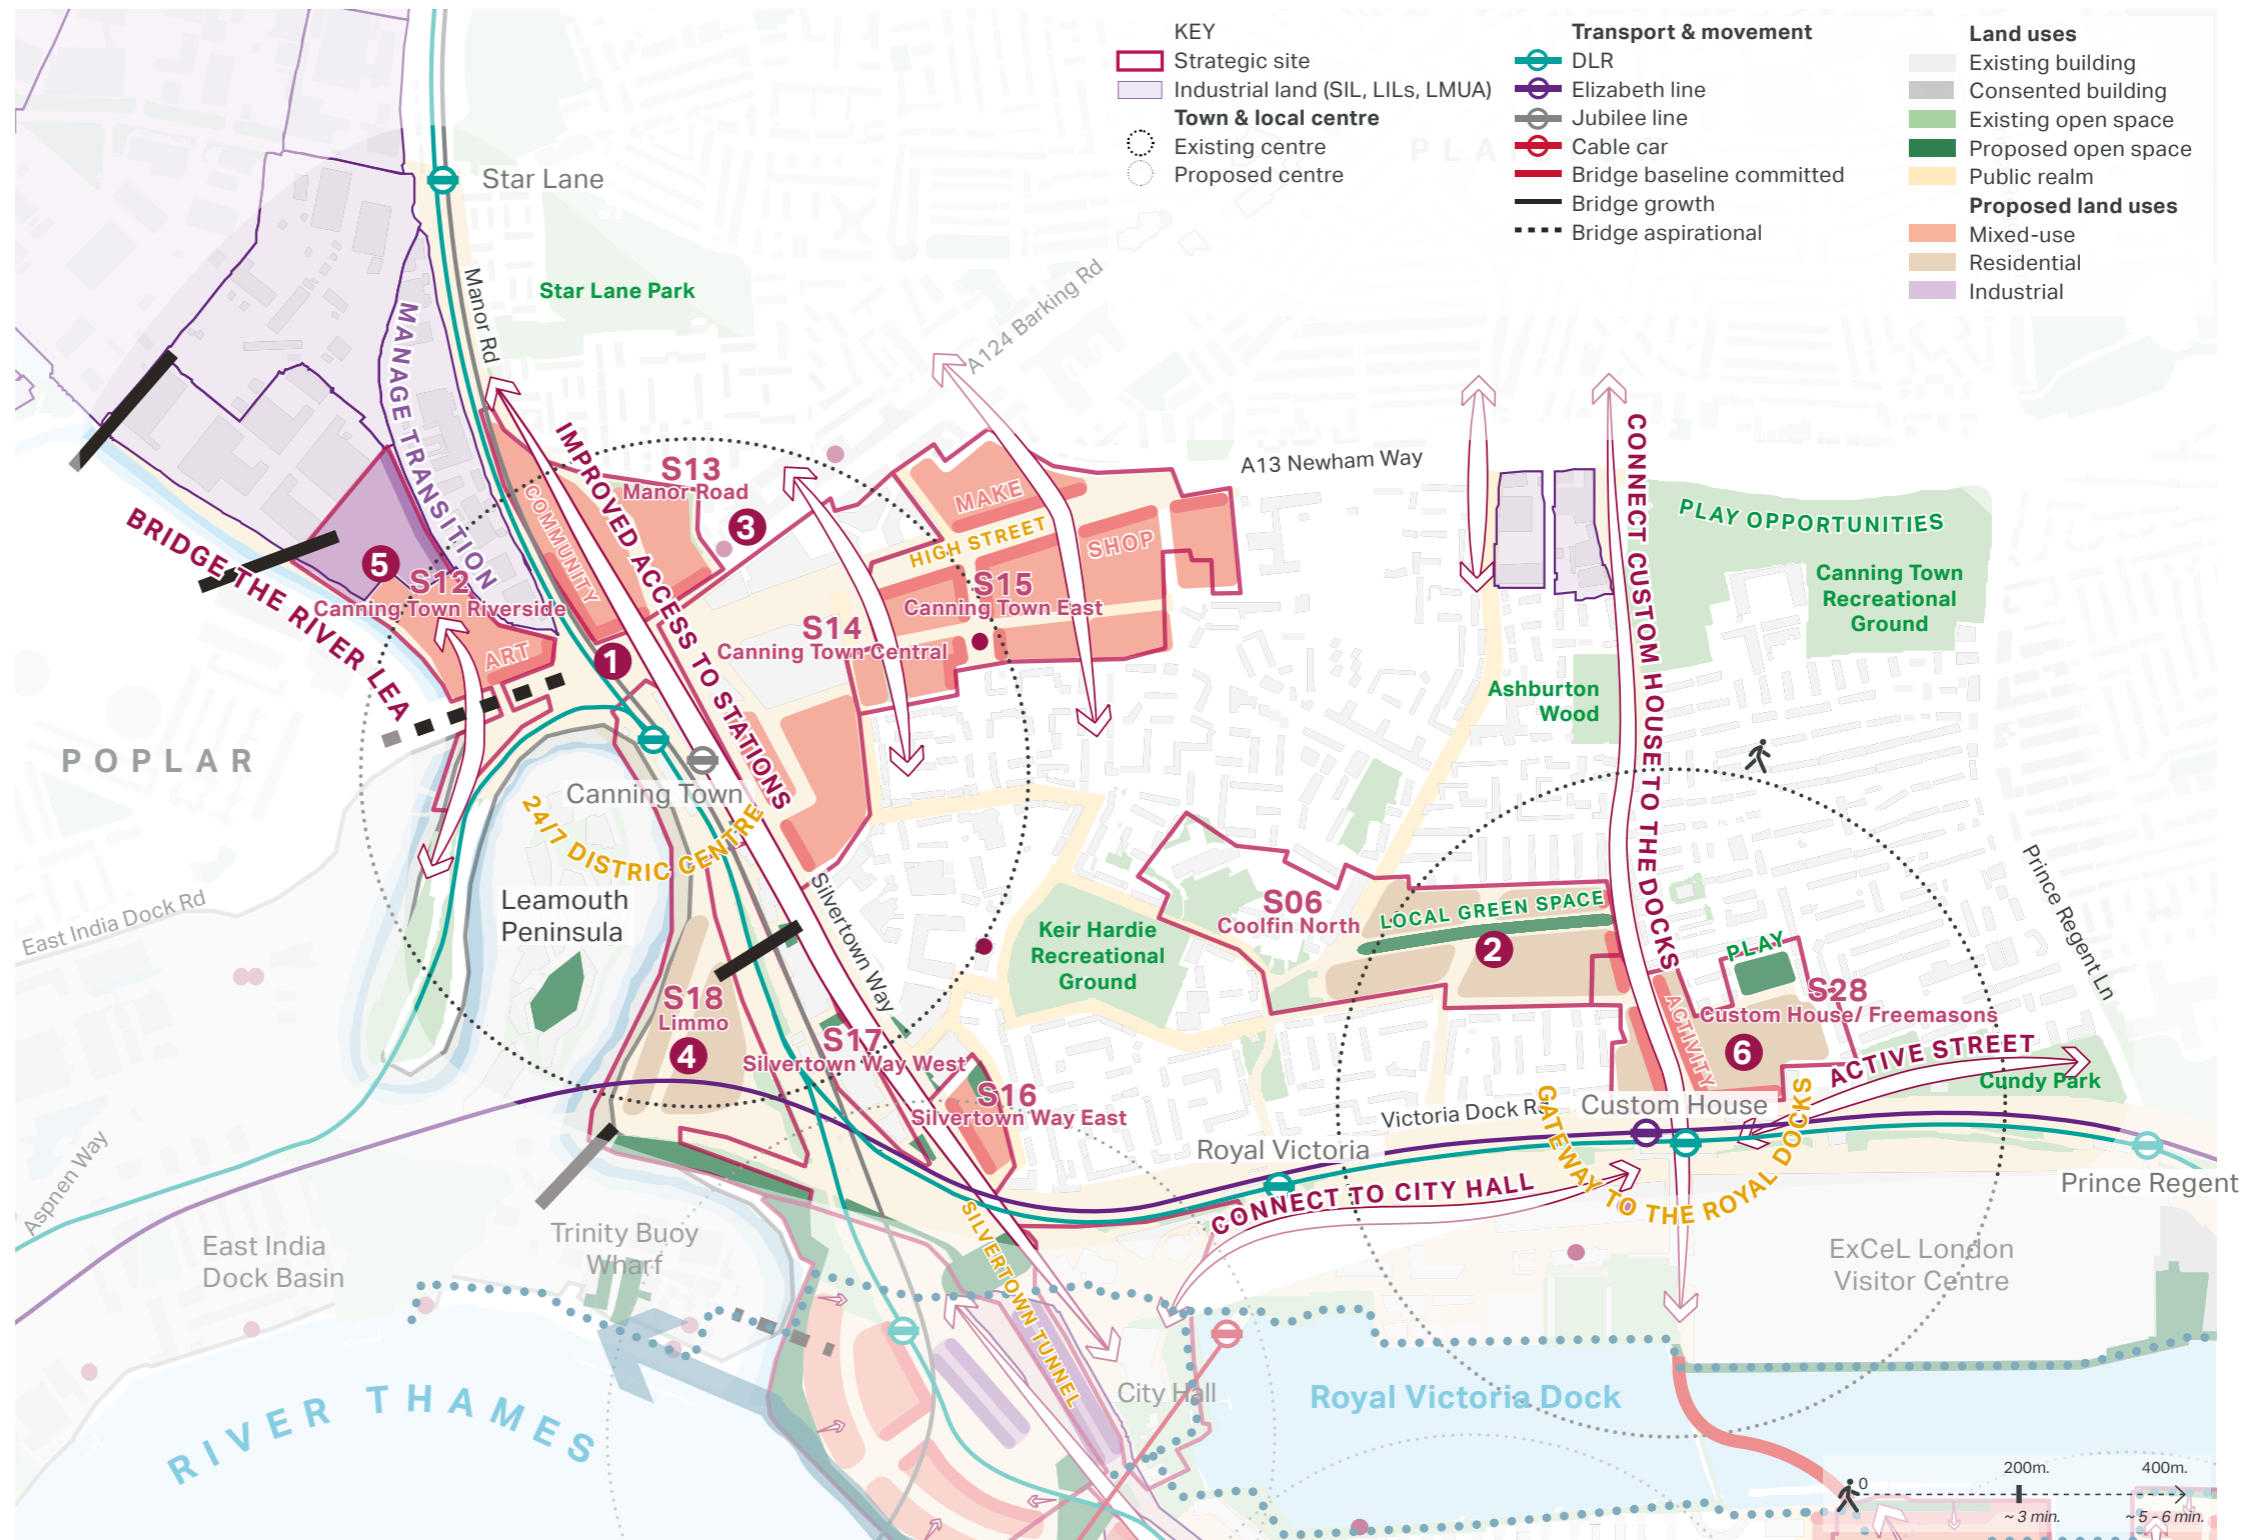 KEY
Strategic site
Industrial land (SIL, LILs, LMUA)
Town & local centre
Existing centre
Proposed centre
Transport & movement
DLR
Elizabeth line
Jubilee line
Cable car
Bridge baseline committed
Bridge growth
Bridge aspirational
Land uses
Existing building
Consented building
Existing open space
Proposed open space
Public realm
Proposed land uses
Mixed-use
Residential
Industrial
Star Lane
Manor Rd
Star Lane Park
A124 Barking Rd
MANAGE TRANSITION
IMPROVED ACCESS TO STATIONS
COMMUNITY
S13
Manor Road
3
MAKE
HIGH STREET
SHOP
A13 Newham Way
CONNECT CUSTOM HOUSE TO THE DOCKS
PLAY OPPORTUNITIES
Canning Town
Recreational
Ground
BRIDGE THE RIVER LEA
5
S12
Canning Town Riverside
ART
1
S14
Canning Town Central
S15
Canning Town East
Ashburton
Wood
POPLAR
Canning Town
24/7 DISTRIC CENTRE
Leamouth
Peninsula
East India Dock Rd
Silvertown Way
Keir Hardie
Recreational
Ground
S06
Coolfin North
LOCAL GREEN SPACE
2
Prince Regent Ln
PLAY
S28
Custom House/ Freemasons
ACTIVITY
6
ACTIVE STREET
Cundy Park
S18
Limmo
4
S17
Silvertown Way West
S16
Silvertown Way East
Victoria Dock Rd
Custom House
Royal Victoria
GATEWAY TO THE ROYAL DOCKS
CONNECT TO CITY HALL
Prince Regent
Aspnen Way
East India
Dock Basin
Trinity Buoy
Wharf
SILVERTOWN TUNNEL
ExCeL London
Visitor Centre
City Hall
Royal Victoria Dock
RIVER THAMES
0
200m.
400m.
~ 3 min.
~ 5 - 6 min.